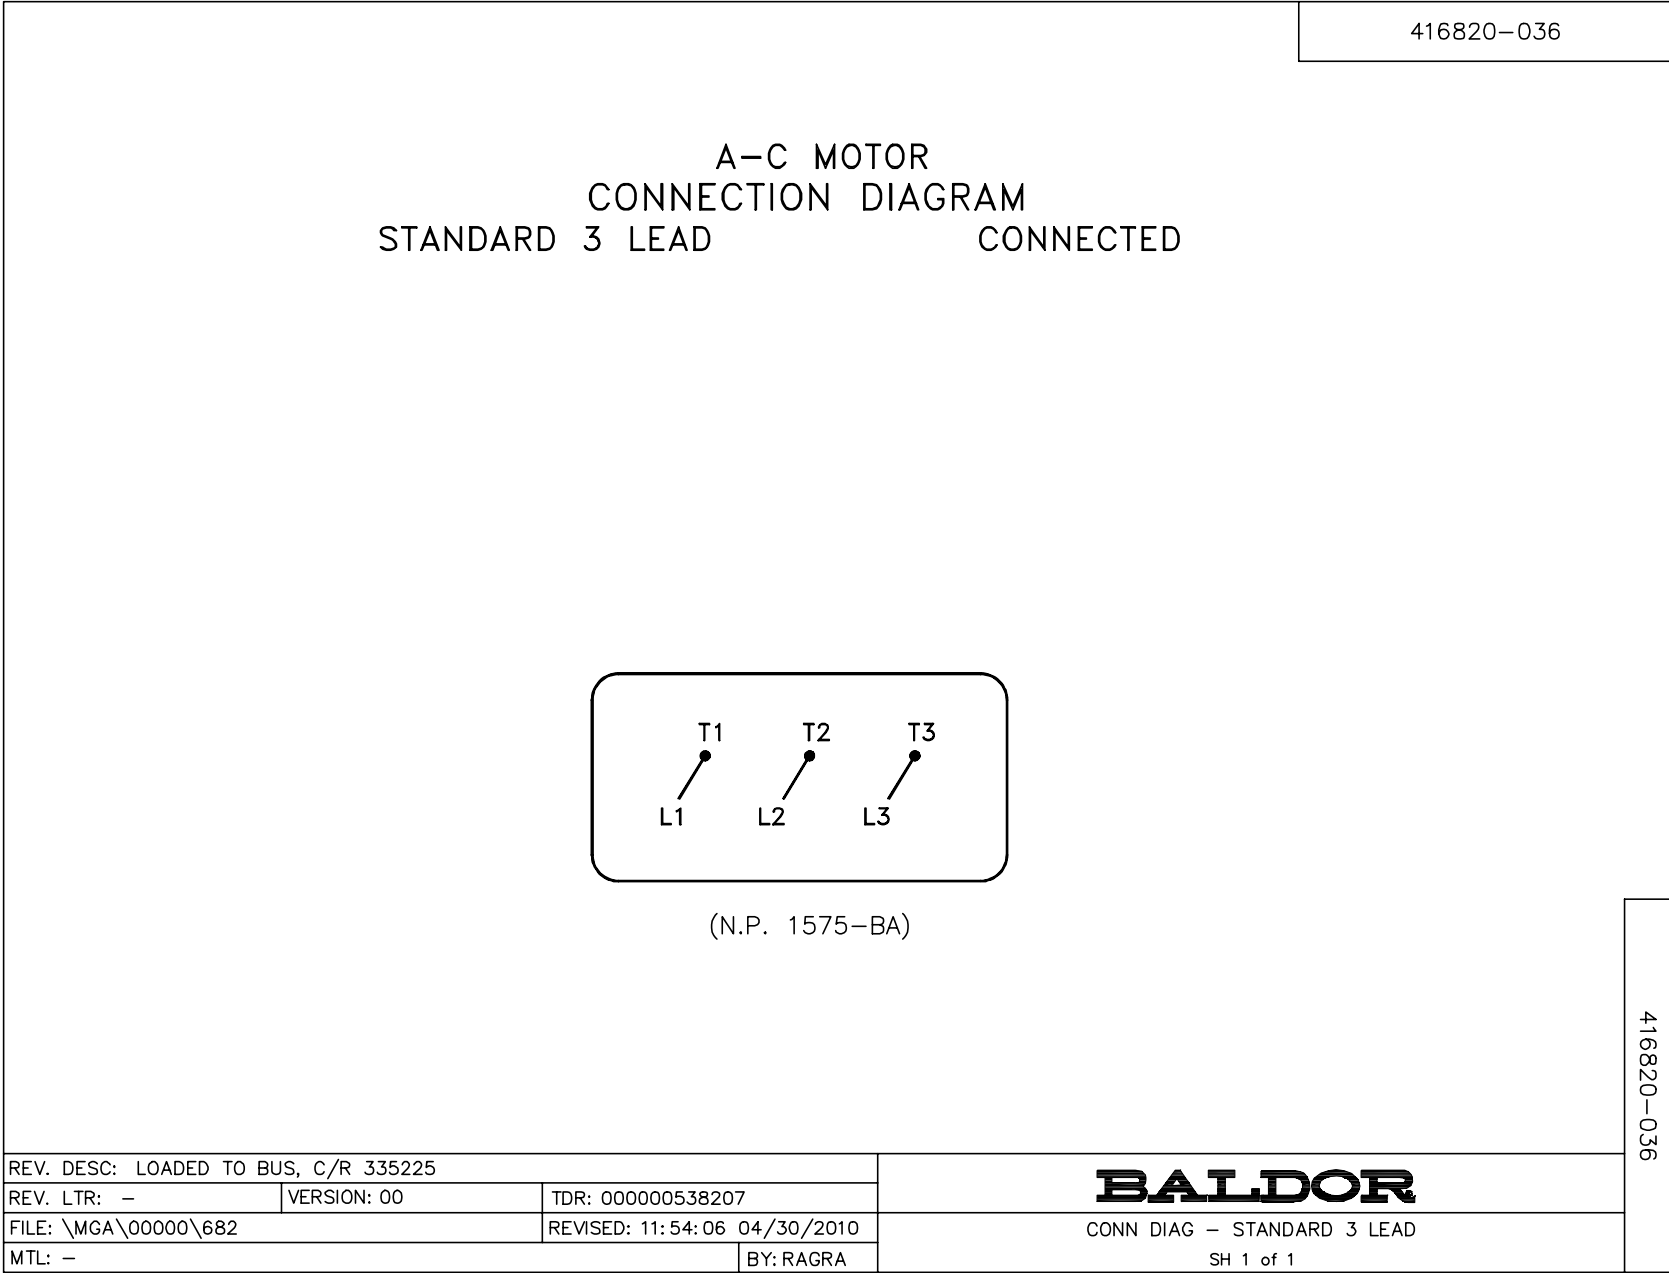 416820-036
A-C MOTOR
CONNECTION DIAGRAM
STANDARD 3 LEAD CONNECTED
T1 T2 T3
L1 L2 L3
(N.P. 1575-BA)
416820-036
REV. DESC: LOADED TO BUS, C/R 335225
REV. LTR: - VERSION: 00 TDR: 000000538207
FILE: \MGA\00000\682 REVISED: 11:54:06 04/30/2010
MTL: - BY: RAGRA
BALDOR
CONN DIAG - STANDARD 3 LEAD
SH 1 of 1